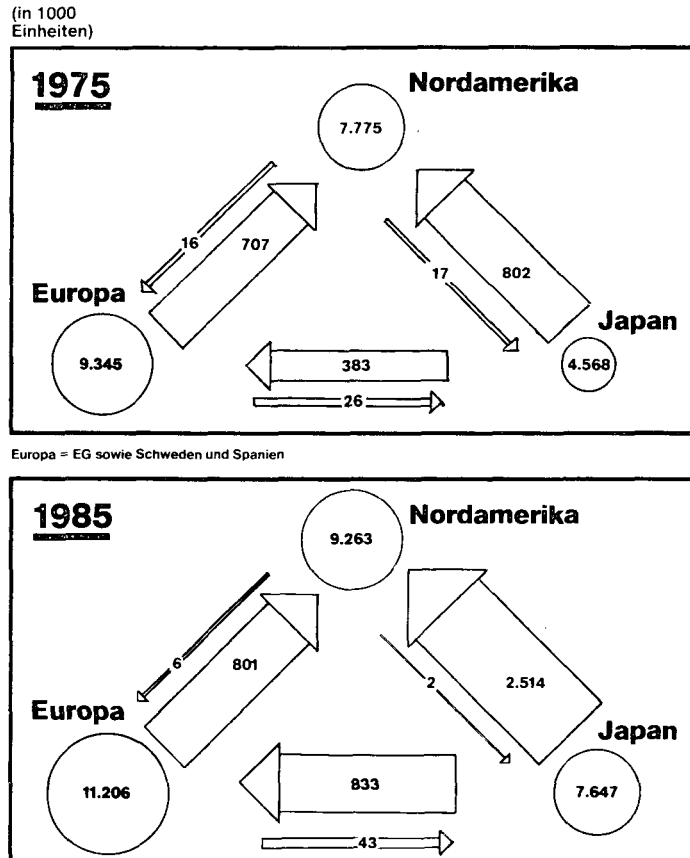 (in 1000
Einheiten)
1975
Nordamerika
7.775
16
707
17
802
Europa
Japan
9.345
383
4.568
26
Europa = EG sowie Schweden und Spanien
1985
Nordamerika
9.263
6
801
2
2.514
Europa
Japan
11.206
833
7.647
43